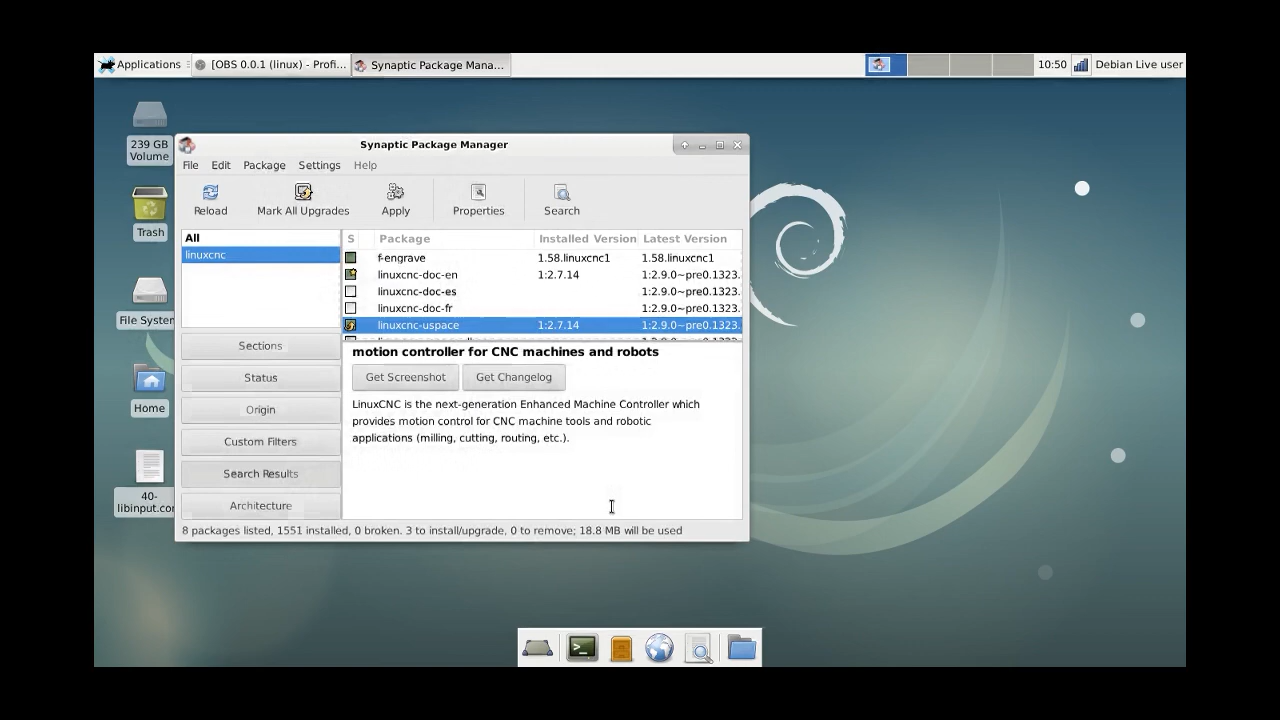 Applications
[OBS 0.0.1 (linux) - Profi...
Synaptic Package Mana...
10:50
Debian Live user
239 GB
Volume
Trash
File System
Home
40-
libinput.con
Synaptic Package Manager
File Edit Package Settings Help
Reload Mark All Upgrades Apply Properties Search
All
linuxcnc
Sections
Status
Origin
Custom Filters
Search Results
Architecture
S Package Installed Version Latest Version
f-engrave 1.58.linuxcnc1 1.58.linuxcnc1
linuxcnc-doc-en 1:2.7.14 1:2.9.0~pre0.1323.
linuxcnc-doc-es 1:2.9.0~pre0.1323.
linuxcnc-doc-fr 1:2.9.0~pre0.1323.
linuxcnc-uspace 1:2.7.14 1:2.9.0~pre0.1323.
motion controller for CNC machines and robots
Get Screenshot Get Changelog
LinuxCNC is the next-generation Enhanced Machine Controller which
provides motion control for CNC machine tools and robotic
applications (milling, cutting, routing, etc.).
8 packages listed, 1551 installed, 0 broken. 3 to install/upgrade, 0 to remove; 18.8 MB will be used